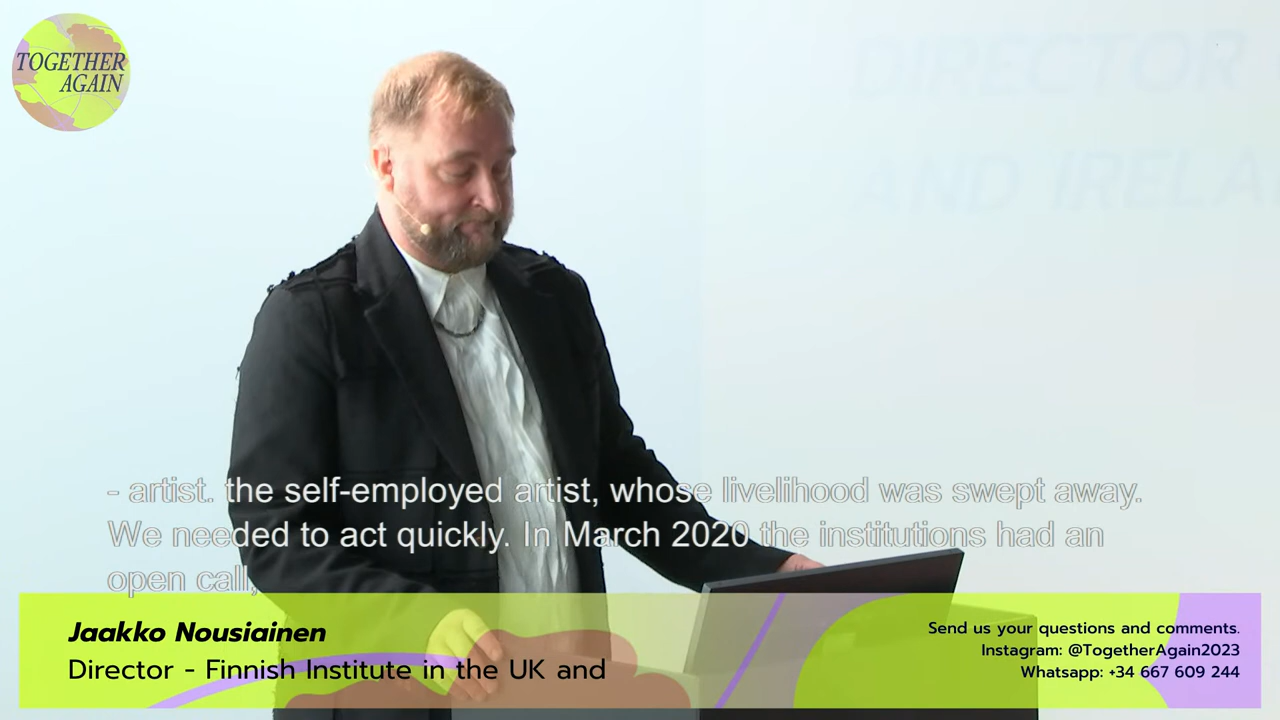 TOGETHER
AGAIN
DIRECTOR
AND
- artist. the self-employed artist, whose livelihood was swept away.
We needed to act quickly. In March 2020 the institutions had an
open call,
Jaakko Nousiainen
Director - Finnish Institute in the UK and
Send us your questions and comments.
Instagram: @TogetherAgain2023
Whatsapp: +34 667 609 244